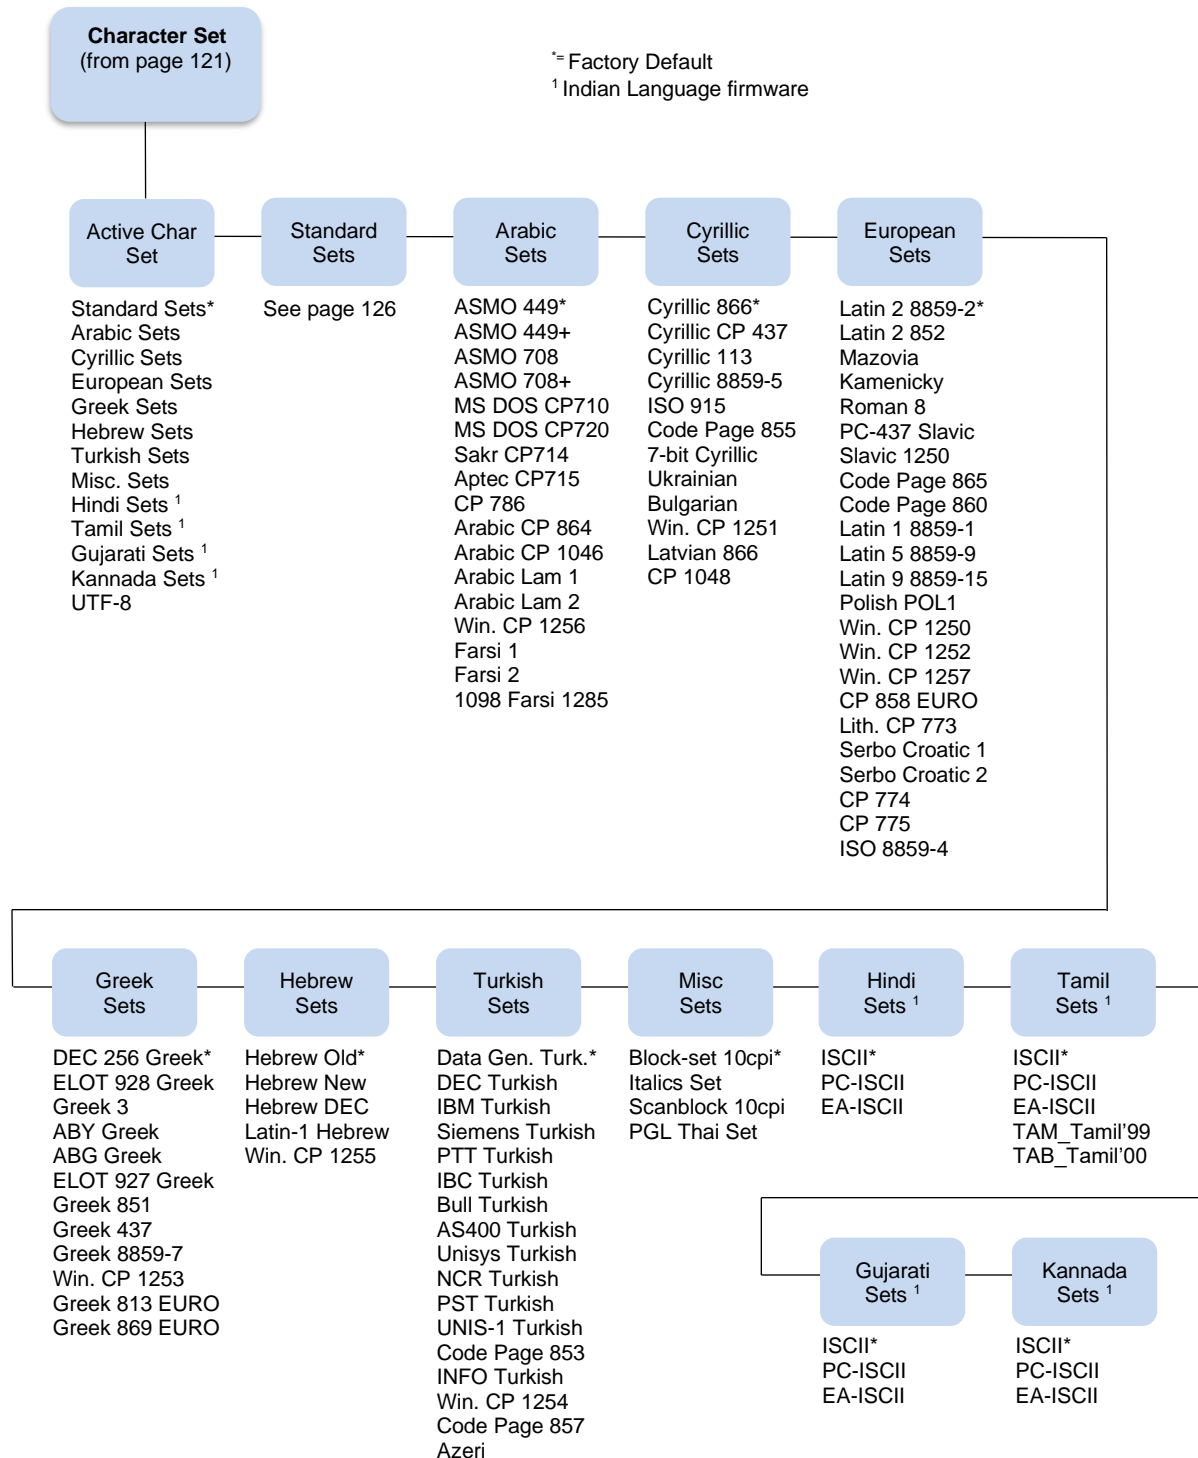 Character Set
(from page 121)
*= Factory Default
1 Indian Language firmware
Active Char
Set
Standard Sets*
Arabic Sets
Cyrillic Sets
European Sets
Greek Sets
Hebrew Sets
Turkish Sets
Misc. Sets
Hindi Sets 1
Tamil Sets 1
Gujarati Sets 1
Kannada Sets 1
UTF-8
Standard
Sets
See page 126
Arabic
Sets
ASMO 449*
ASMO 449+
ASMO 708
ASMO 708+
MS DOS CP710
MS DOS CP720
Sakr CP714
Aptec CP715
CP 786
Arabic CP 864
Arabic CP 1046
Arabic Lam 1
Arabic Lam 2
Win. CP 1256
Farsi 1
Farsi 2
1098 Farsi 1285
Cyrillic
Sets
Cyrillic 866*
Cyrillic CP 437
Cyrillic 113
Cyrillic 8859-5
ISO 915
Code Page 855
7-bit Cyrillic
Ukrainian
Bulgarian
Win. CP 1251
Latvian 866
CP 1048
European
Sets
Latin 2 8859-2*
Latin 2 852
Mazovia
Kamenicky
Roman 8
PC-437 Slavic
Slavic 1250
Code Page 865
Code Page 860
Latin 1 8859-1
Latin 5 8859-9
Latin 9 8859-15
Polish POL1
Win. CP 1250
Win. CP 1252
Win. CP 1257
CP 858 EURO
Lith. CP 773
Serbo Croatic 1
Serbo Croatic 2
CP 774
CP 775
ISO 8859-4
Greek
Sets
DEC 256 Greek*
ELOT 928 Greek
Greek 3
ABY Greek
ABG Greek
ELOT 927 Greek
Greek 851
Greek 437
Greek 8859-7
Win. CP 1253
Greek 813 EURO
Greek 869 EURO
Hebrew
Sets
Hebrew Old*
Hebrew New
Hebrew DEC
Latin-1 Hebrew
Win. CP 1255
Turkish
Sets
Data Gen. Turk.*
DEC Turkish
IBM Turkish
Siemens Turkish
PTT Turkish
IBC Turkish
Bull Turkish
AS400 Turkish
Unisys Turkish
NCR Turkish
PST Turkish
UNIS-1 Turkish
Code Page 853
INFO Turkish
Win. CP 1254
Code Page 857
Azeri
Misc
Sets
Block-set 10cpi*
Italics Set
Scanblock 10cpi
PGL Thai Set
Hindi
Sets 1
ISCII*
PC-ISCII
EA-ISCII
Tamil
Sets 1
ISCII*
PC-ISCII
EA-ISCII
TAM_Tamil’99
TAB_Tamil’00
Gujarati
Sets 1
ISCII*
PC-ISCII
EA-ISCII
Kannada
Sets 1
ISCII*
PC-ISCII
EA-ISCII